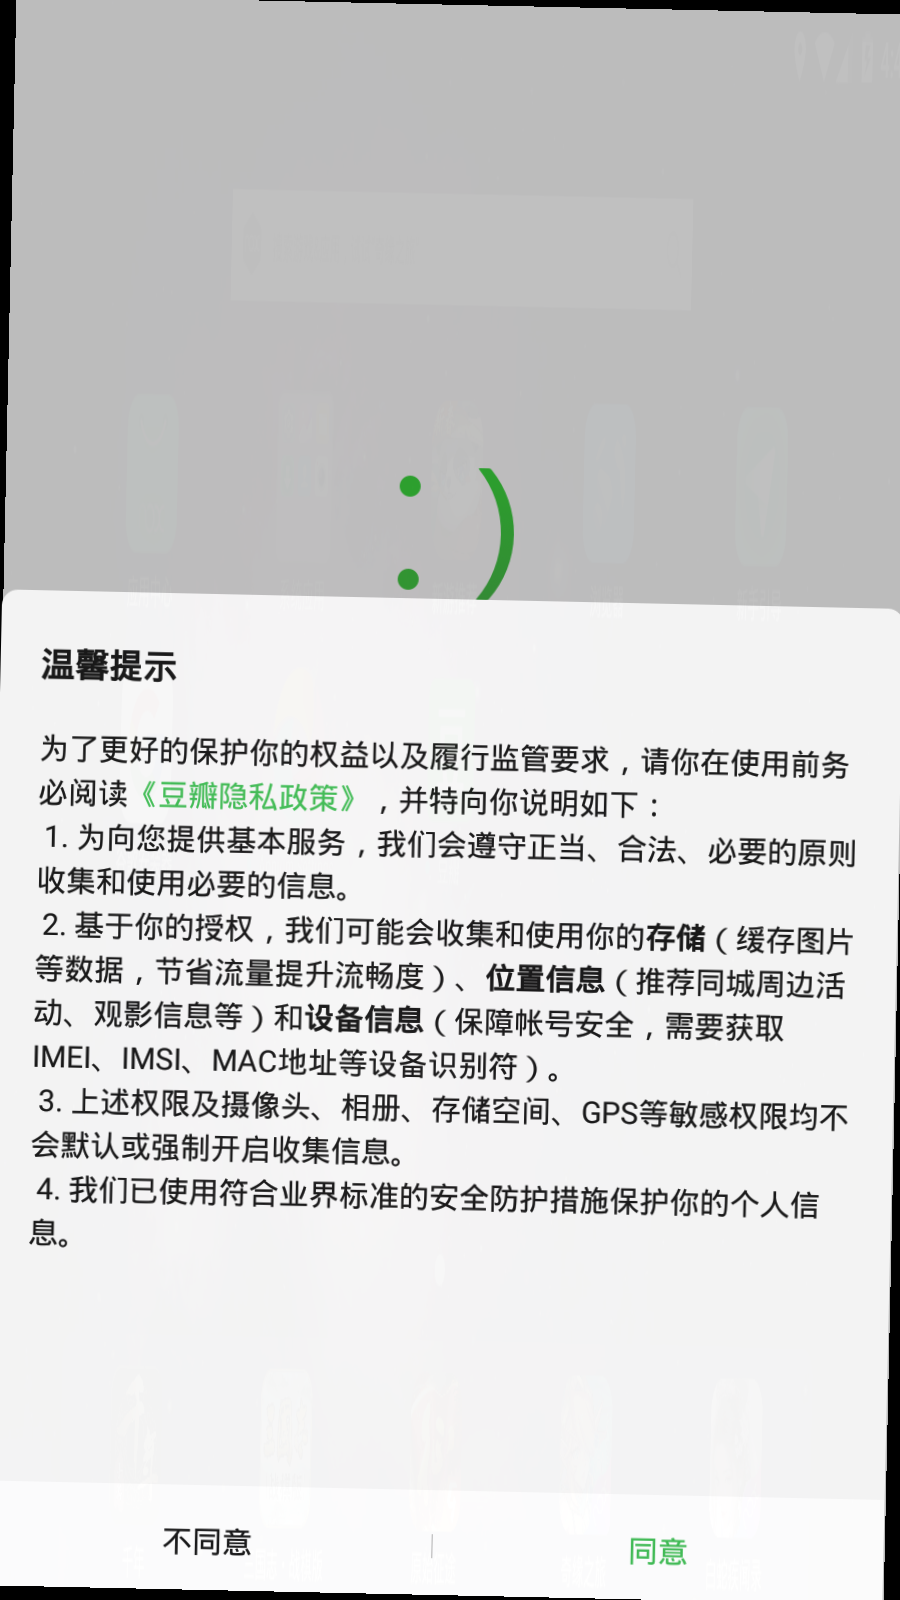 :)
温馨提示
为了更好的保护你的权益以及履行监管要求，请你在使用前务
必阅读《豆瓣隐私政策》，并特向你说明如下：
1. 为向您提供基本服务，我们会遵守正当、合法、必要的原则
收集和使用必要的信息。
2. 基于你的授权，我们可能会收集和使用你的存储（缓存图片
等数据，节省流量提升流畅度）、位置信息（推荐同城周边活
动、观影信息等）和设备信息（保障帐号安全，需要获取
IMEI、IMSI、MAC地址等设备识别符）。
3. 上述权限及摄像头、相册、存储空间、GPS等敏感权限均不
会默认或强制开启收集信息。
4. 我们已使用符合业界标准的安全防护措施保护你的个人信
息。
不同意
同意